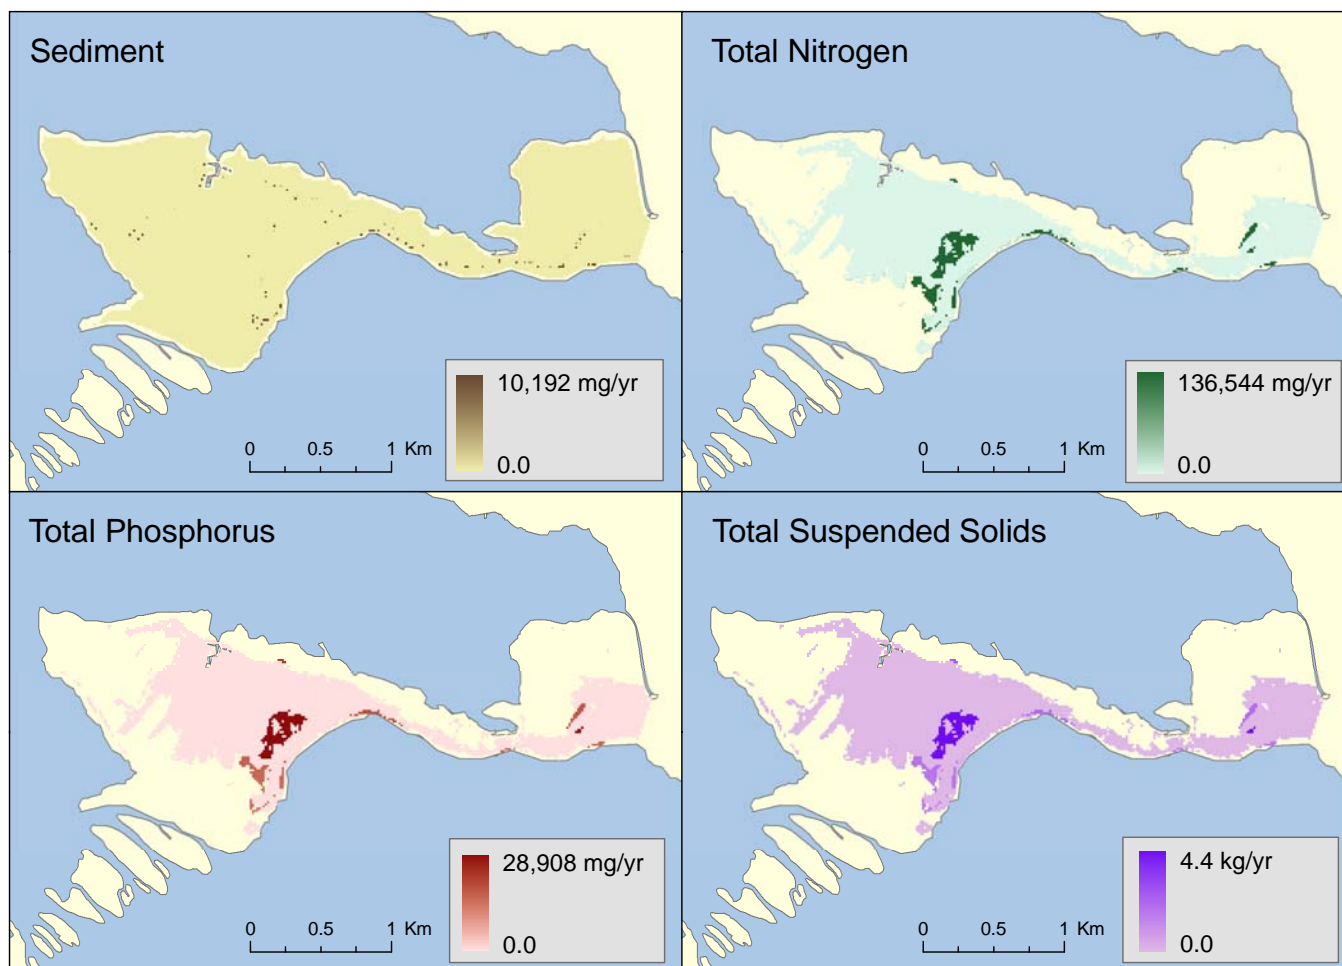 Sediment
10,192 mg/yr
0.0
0 0.5 1 Km
Total Nitrogen
136,544 mg/yr
0.0
0 0.5 1 Km
Total Phosphorus
28,908 mg/yr
0.0
0 0.5 1 Km
Total Suspended Solids
4.4 kg/yr
0.0
0 0.5 1 Km